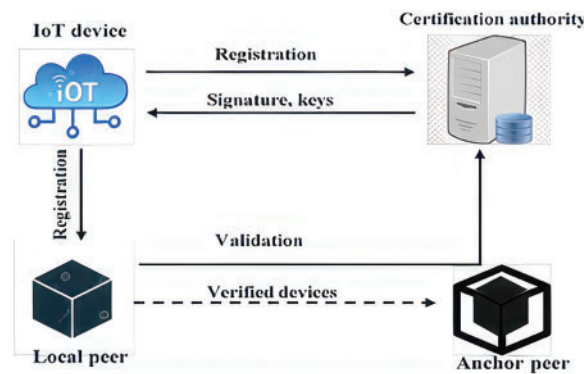 IoT device
Certification authority
Registration
iOT
Signature, keys
Registration
Validation
Verified devices
Local peer
Anchor peer